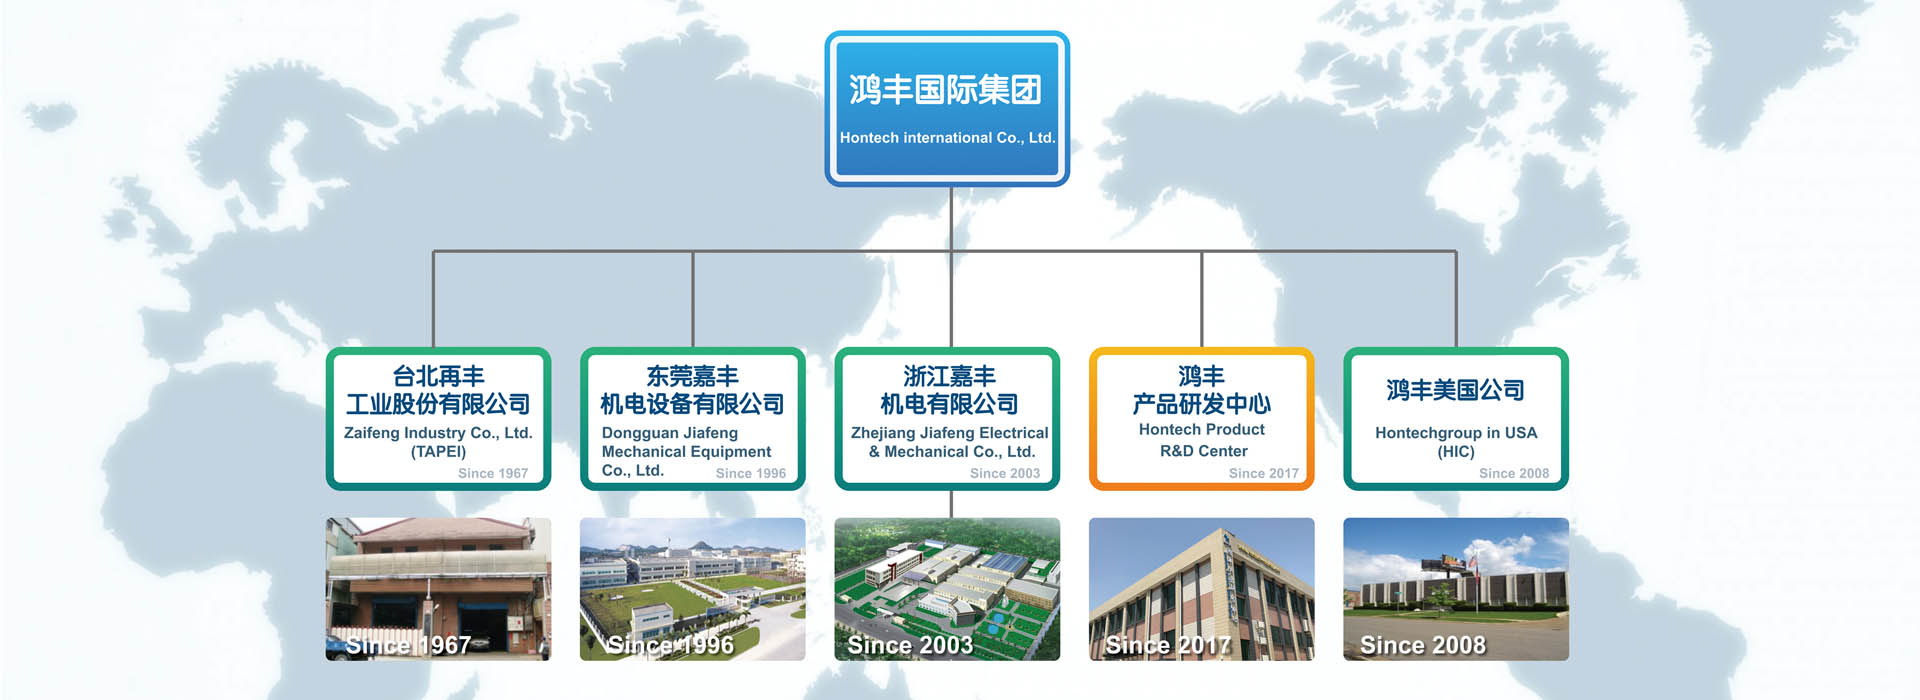 鸿丰国际集团
Hontech international Co., Ltd.
台北再丰
工业股份有限公司
Zaifeng Industry Co., Ltd.
(TAPEI)
Since 1967
东莞嘉丰
机电设备有限公司
Dongguan Jiafeng
Mechanical Equipment
Co., Ltd.
Since 1996
浙江嘉丰
机电有限公司
Zhejiang Jiafeng Electrical
& Mechanical Co., Ltd.
Since 2003
鸿丰
产品研发中心
Hontech Product
R&D Center
Since 2017
鸿丰美国公司
Hontechgroup in USA
(HIC)
Since 2008
Since 1967
Since 1996
Since 2003
Since 2017
Since 2008